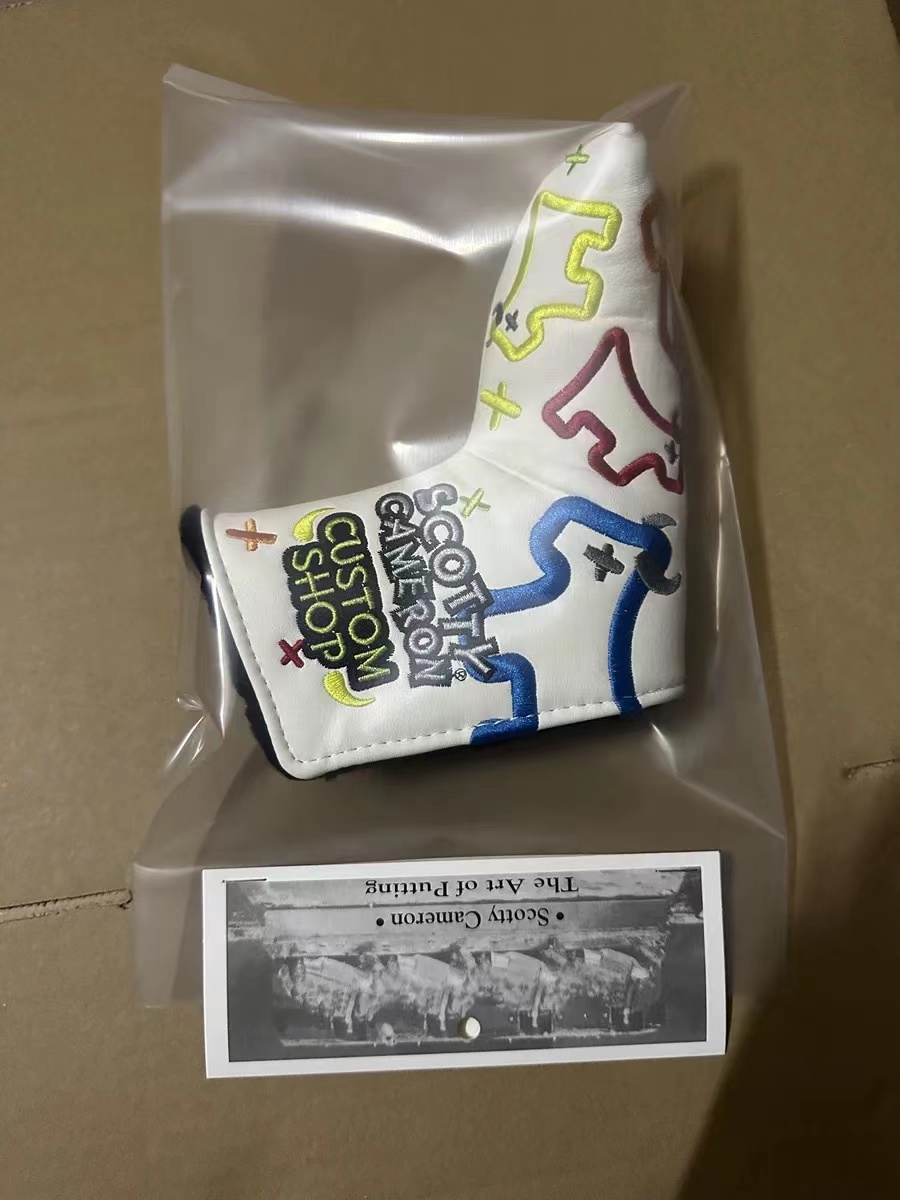 SCOTTY
CAMERON
®
CUSTOM
SHOP
• Scotty Cameron •
The Art of Putting